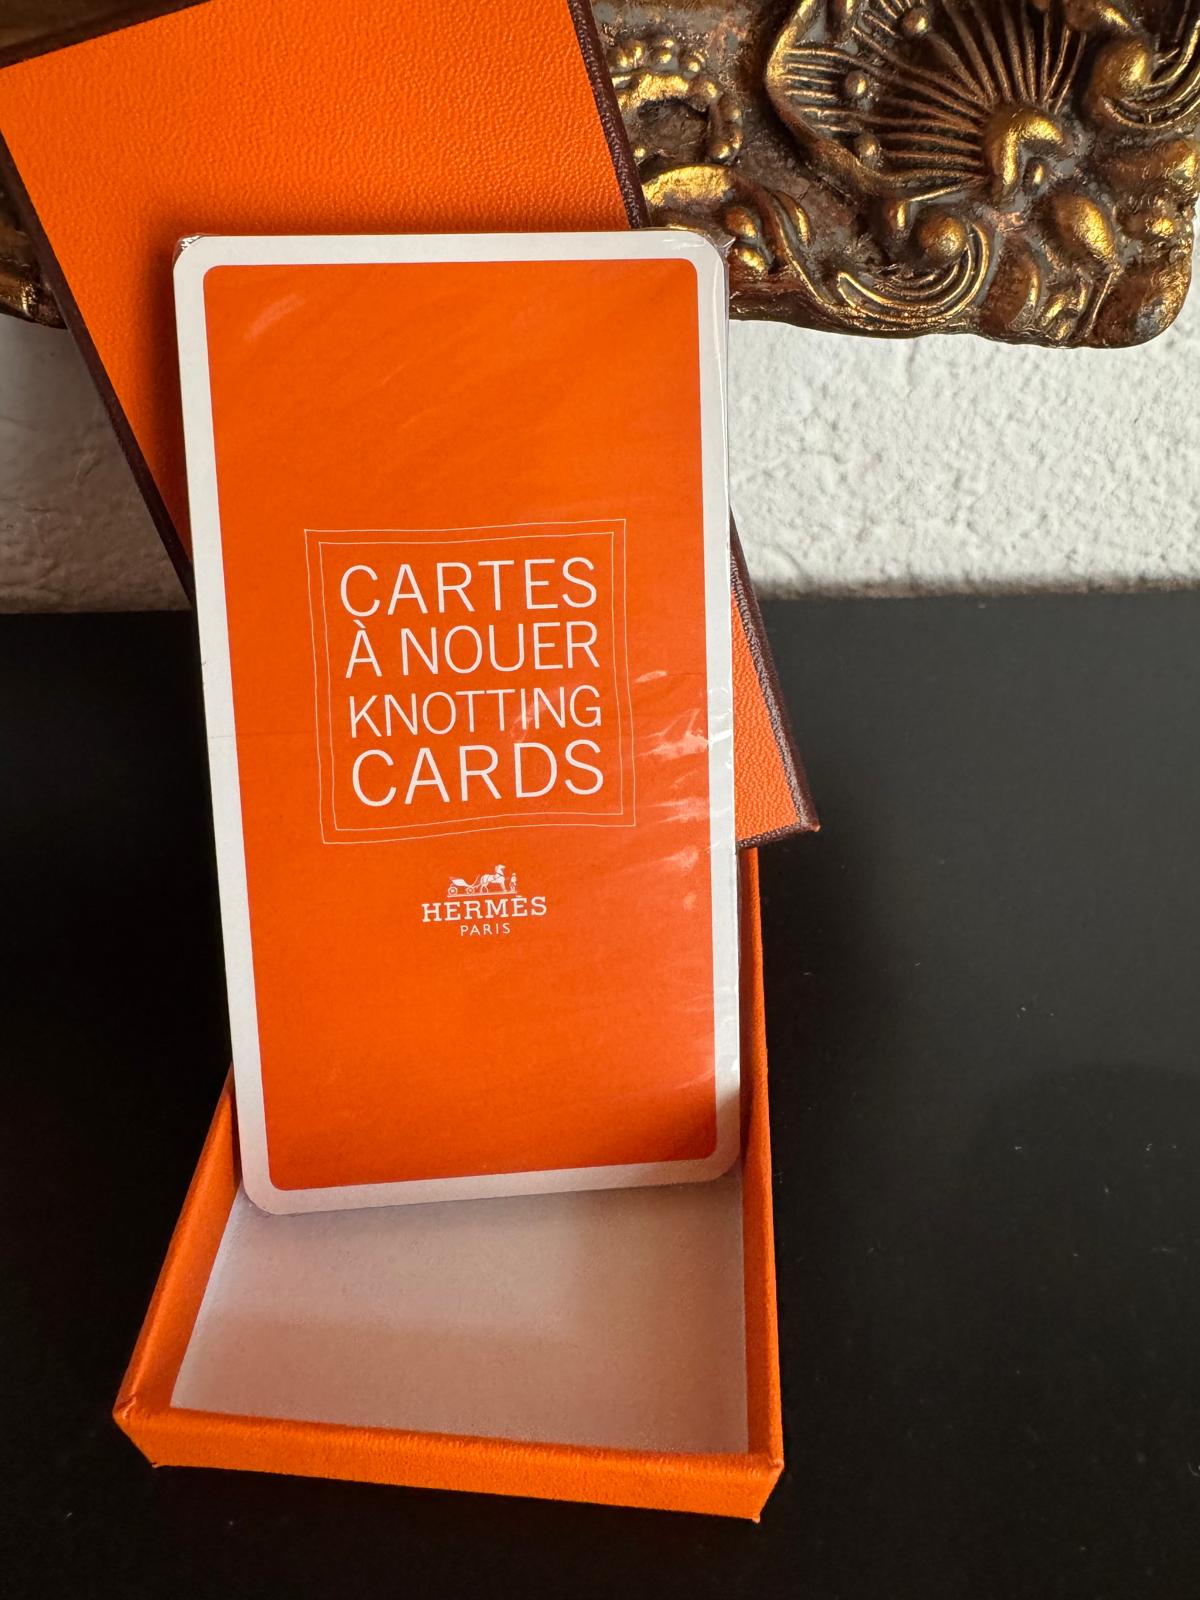 CARTES
À NOUER
KNOTTING
CARDS
HERMÈS
PARIS